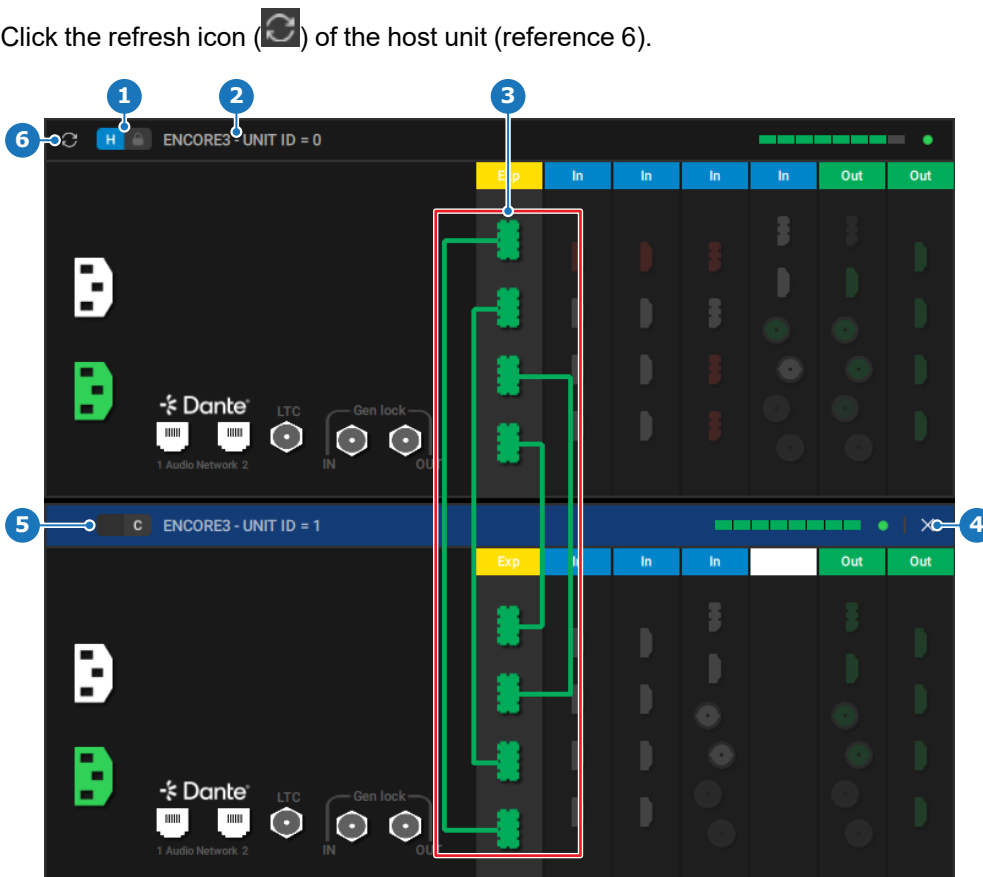 Click the refresh icon ( ) of the host unit (reference 6).
1 2 3
6 H ENCORE3 - UNIT ID = 0
Exp In In In In Out Out
Dante
LTC Gen lock
1 Audio Network 2 IN OUT
5 C ENCORE3 - UNIT ID = 1 4
Exp In In In Out Out
Dante
LTC Gen lock
1 Audio Network 2 IN OUT